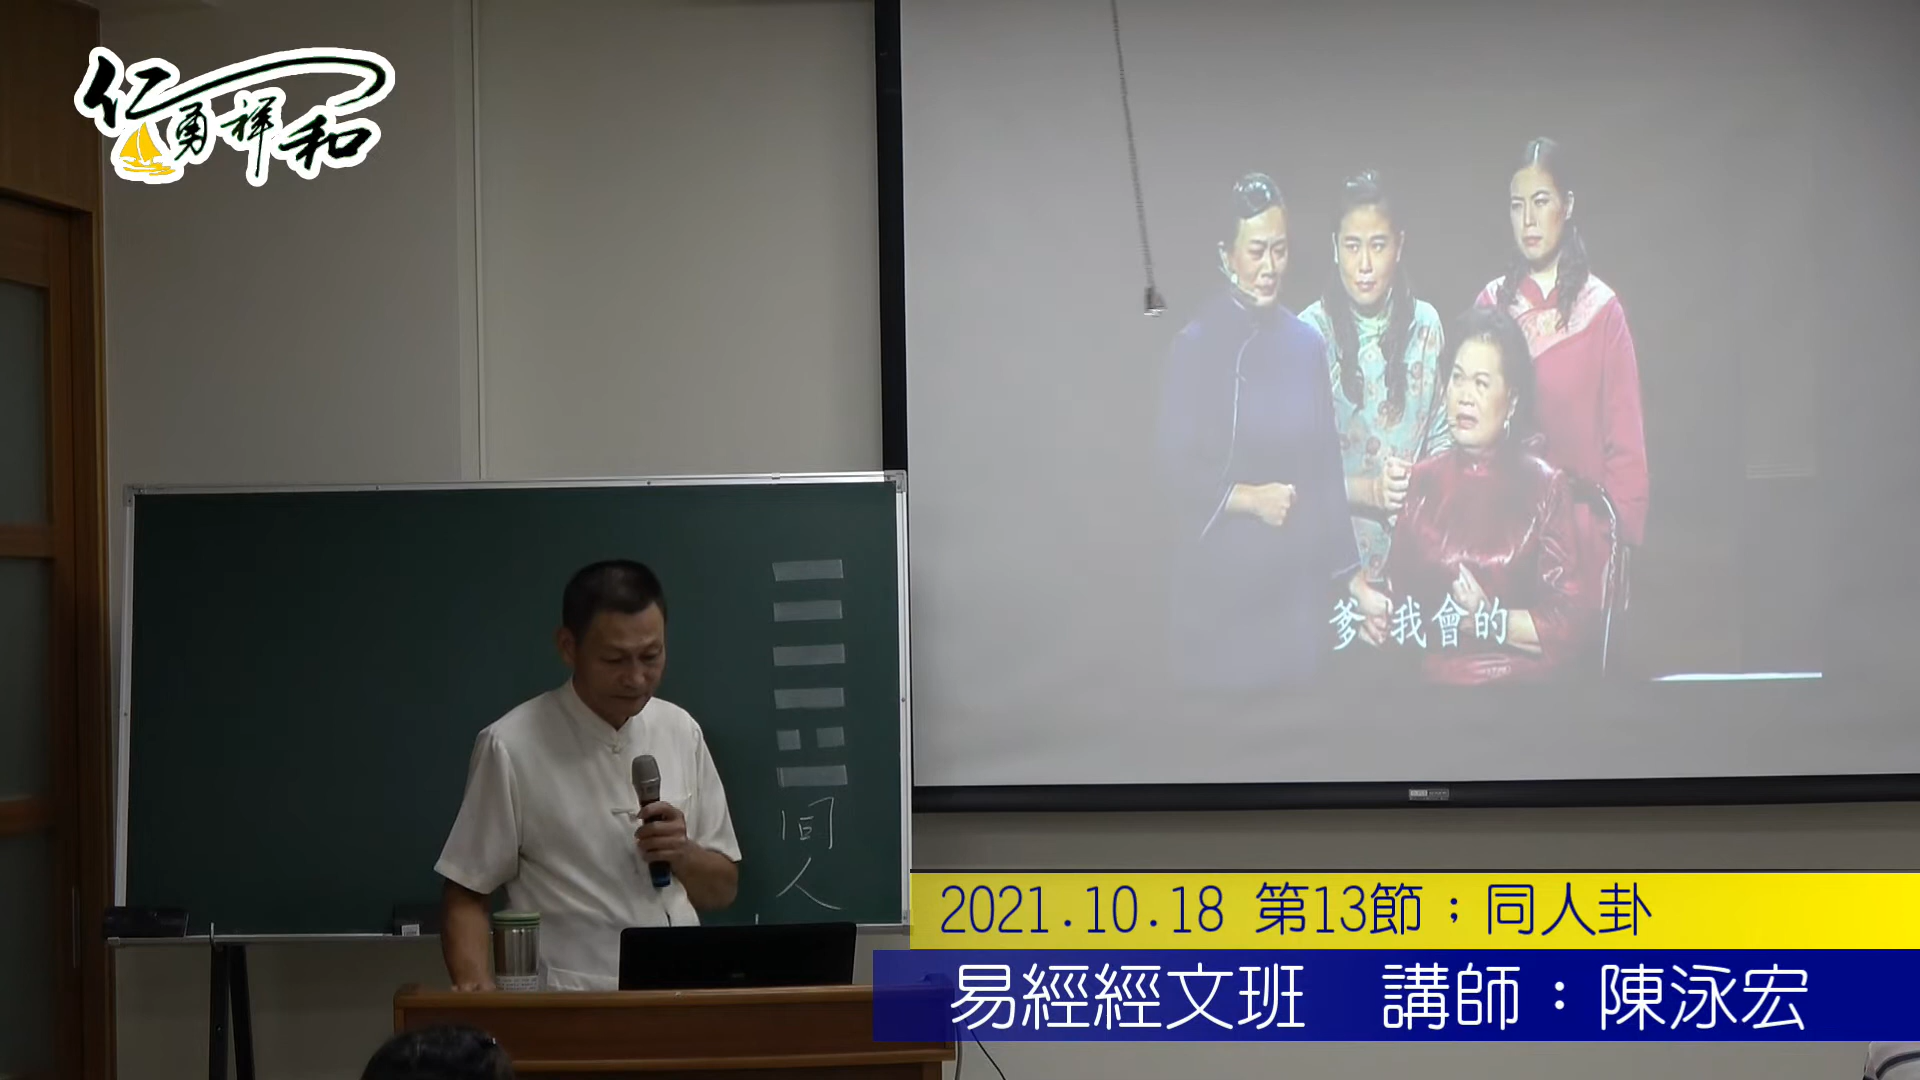 仁勇祥和
爹 我會的
同人
2021.10.18 第13節；同人卦
易經經文班 講師：陳泳宏